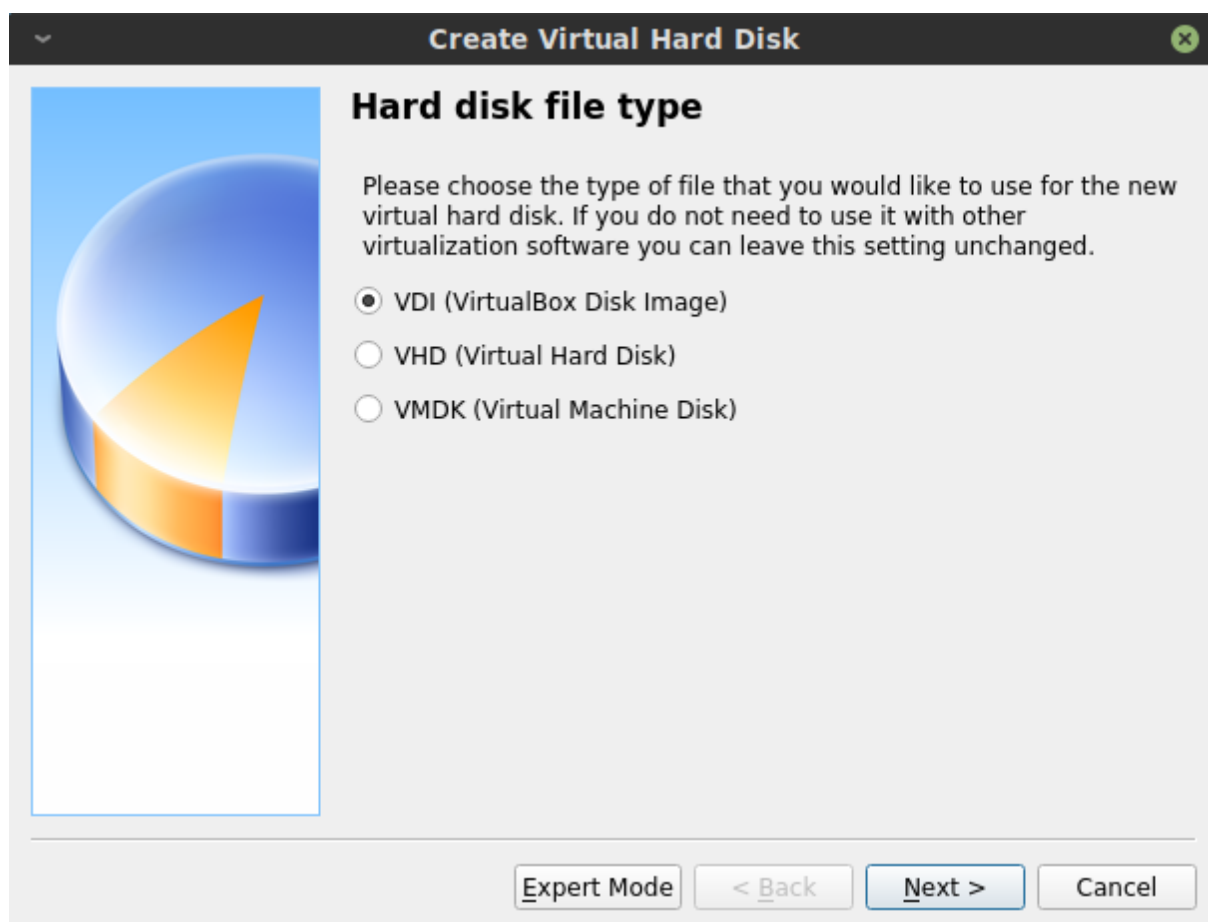 Create Virtual Hard Disk
Hard disk file type
Please choose the type of file that you would like to use for the new
virtual hard disk. If you do not need to use it with other
virtualization software you can leave this setting unchanged.
VDI (VirtualBox Disk Image)
VHD (Virtual Hard Disk)
VMDK (Virtual Machine Disk)
Expert Mode
< Back
Next >
Cancel